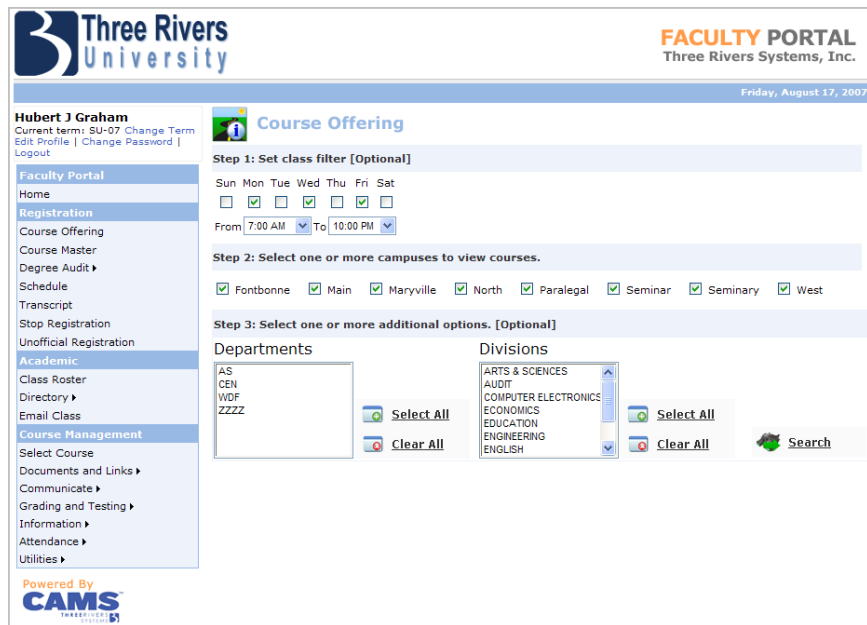 Three Rivers
University
FACULTY PORTAL
Three Rivers Systems, Inc.
Friday, August 17, 2007
Hubert J Graham
Current term: SU-07 Change Term
Edit Profile | Change Password |
Logout
Faculty Portal
Home
Registration
Course Offering
Course Master
Degree Audit
Schedule
Transcript
Stop Registration
Unofficial Registration
Academic
Class Roster
Directory
Email Class
Course Management
Select Course
Documents and Links
Communicate
Grading and Testing
Information
Attendance
Utilities
Powered By
CAMS™
THREE RIVERS
SYSTEMS
Course Offering
Step 1: Set class filter [Optional]
Sun Mon Tue Wed Thu Fri Sat
From 7:00 AM To 10:00 PM
Step 2: Select one or more campuses to view courses.
Fontbonne Main Maryville North Paralegal Seminar Seminary West
Step 3: Select one or more additional options. [Optional]
Departments
AS
CEN
WDF
ZZZZ
Select All
Clear All
Divisions
ARTS & SCIENCES
AUDIT
COMPUTER ELECTRONICS
ECONOMICS
EDUCATION
ENGINEERING
ENGLISH
Select All
Clear All
Search